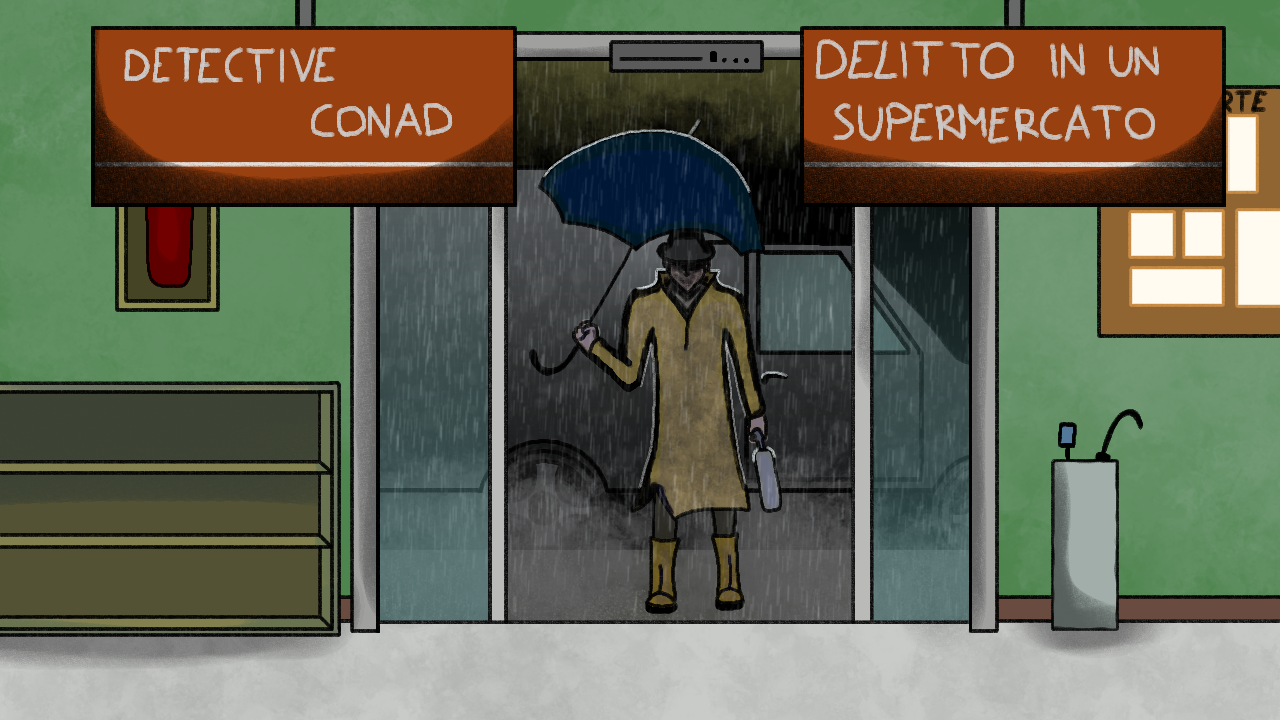 DETECTIVE
CONAD
DELITTO IN UN
SUPERMERCATO